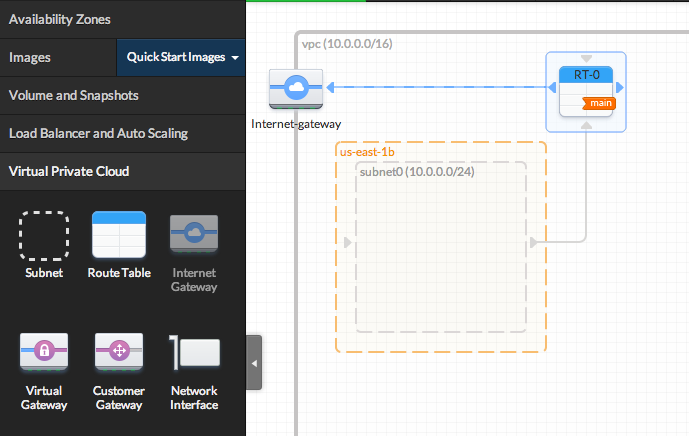 Availability Zones
Images
Quick Start Images
Volume and Snapshots
Load Balancer and Auto Scaling
Virtual Private Cloud
Subnet
Route Table
Internet
Gateway
Virtual
Gateway
Customer
Gateway
Network
Interface
vpc (10.0.0.0/16)
Internet-gateway
RT-0
main
us-east-1b
subnet0 (10.0.0.0/24)